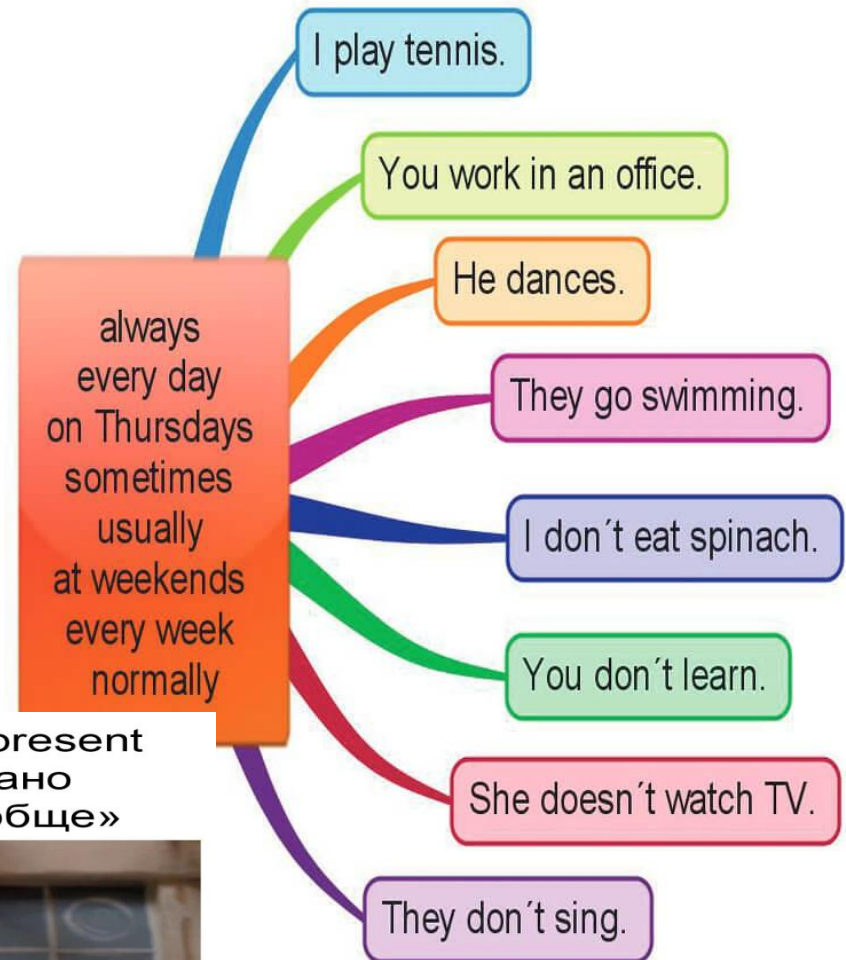 I play tennis.
You work in an office.
He dances.
They go swimming.
I don´t eat spinach.
You don´t learn.
She doesn´t watch TV.
They don´t sing.
always
every day
on Thursdays
sometimes
usually
at weekends
every week
normally
present